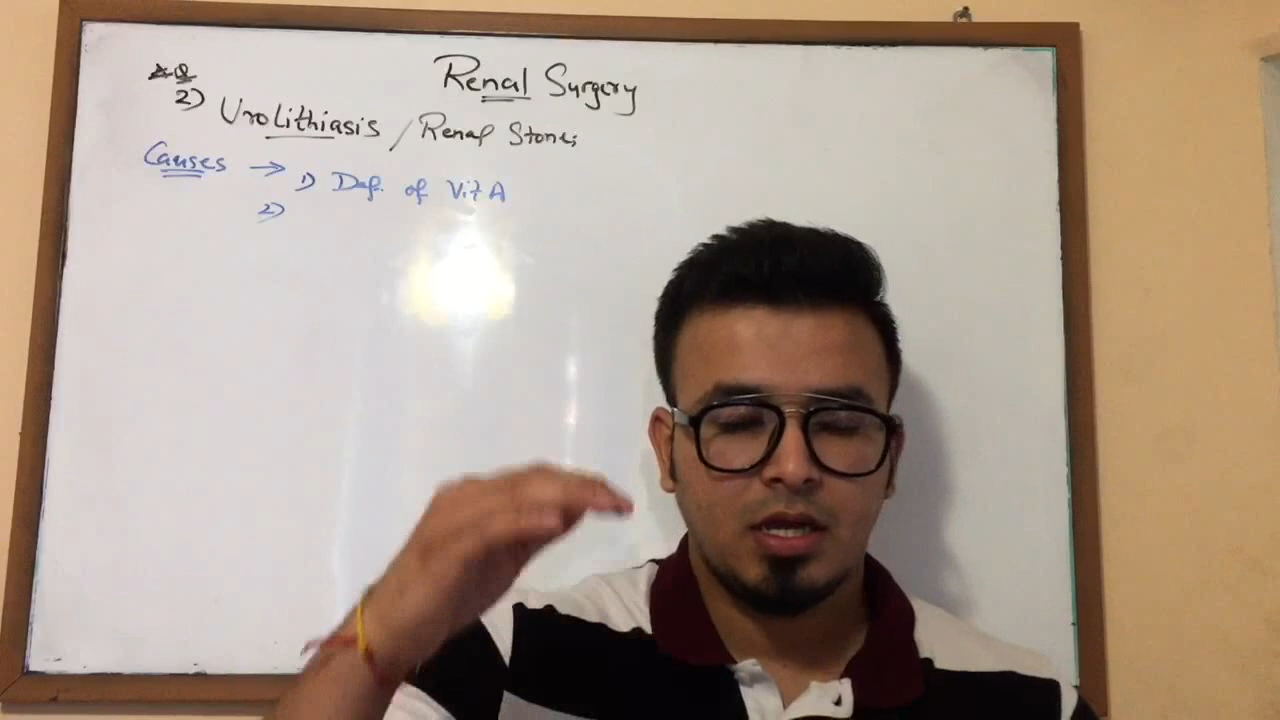 Renal Surgery
2) Urolithiasis / Renal Stones
Causes → 1) Def. of Vit A
2)